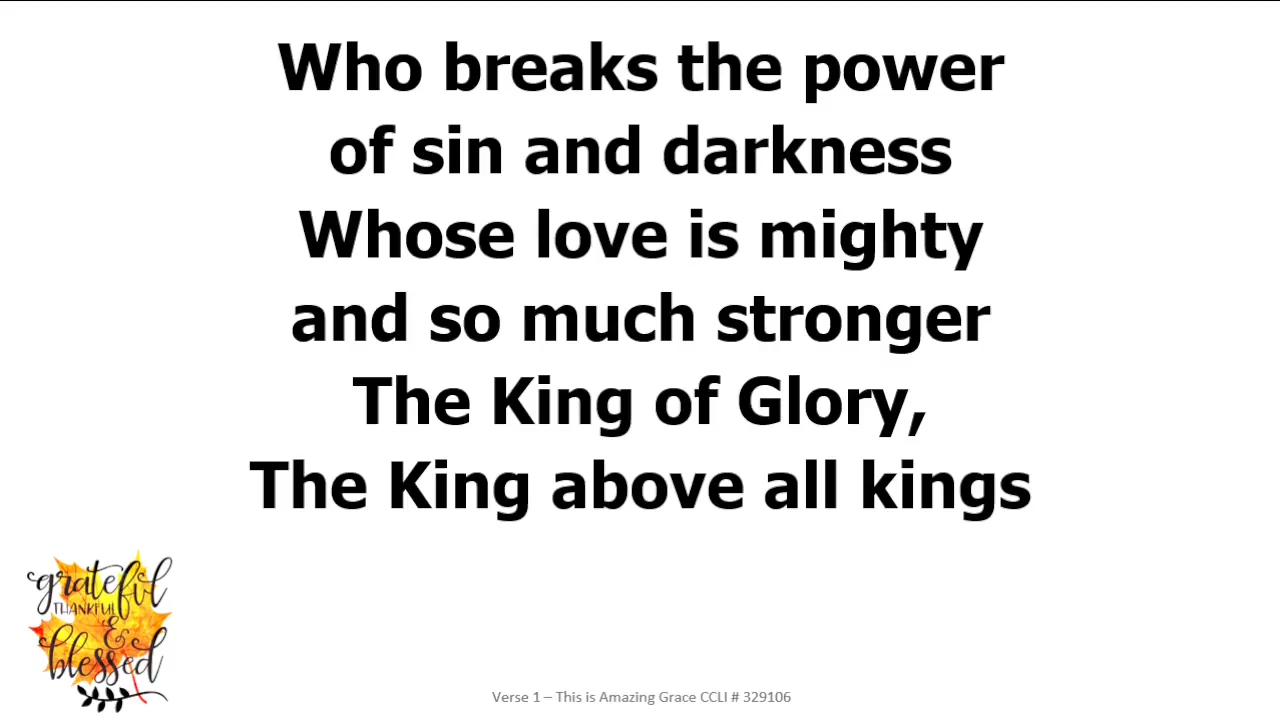 Who breaks the power
of sin and darkness
Whose love is mighty
and so much stronger
The King of Glory,
The King above all kings
grateful
THANKFUL
&
blessed
Verse 1 – This is Amazing Grace CCLI # 329106